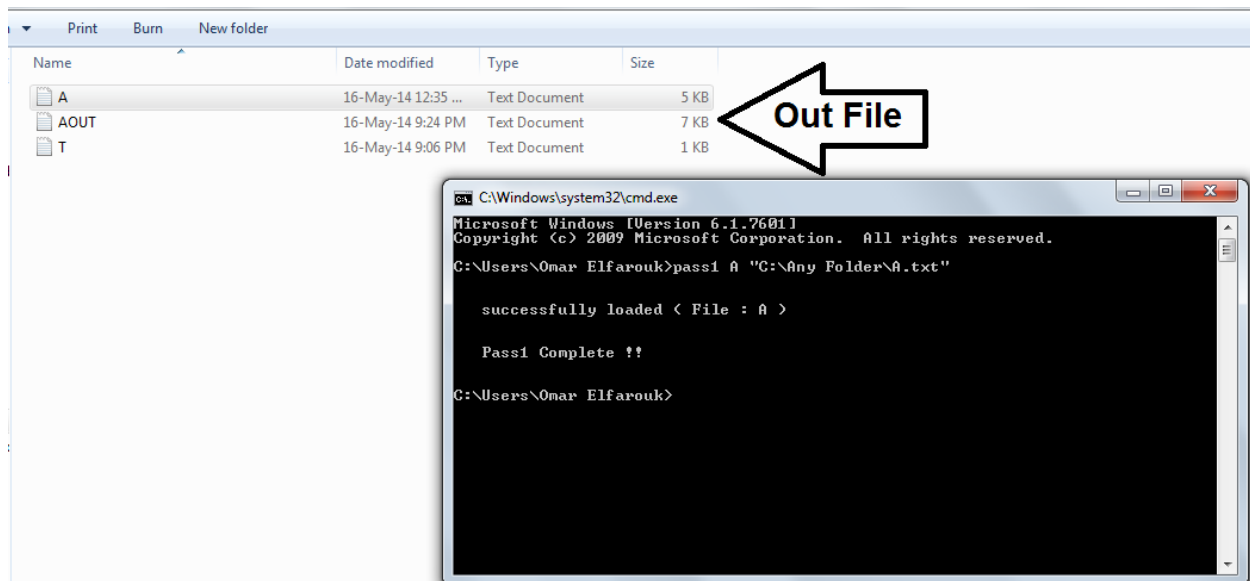 Print Burn New folder
Name Date modified Type Size
A 16-May-14 12:35 ... Text Document 5 KB
AOUT 16-May-14 9:24 PM Text Document 7 KB
T 16-May-14 9:06 PM Text Document 1 KB
Out File
C:\Windows\system32\cmd.exe
Microsoft Windows [Version 6.1.7601]
Copyright (c) 2009 Microsoft Corporation. All rights reserved.
C:\Users\Omar Elfarouk>pass1 A "C:\Any Folder\A.txt"
successfully loaded ( File : A )
Pass1 Complete !!
C:\Users\Omar Elfarouk>